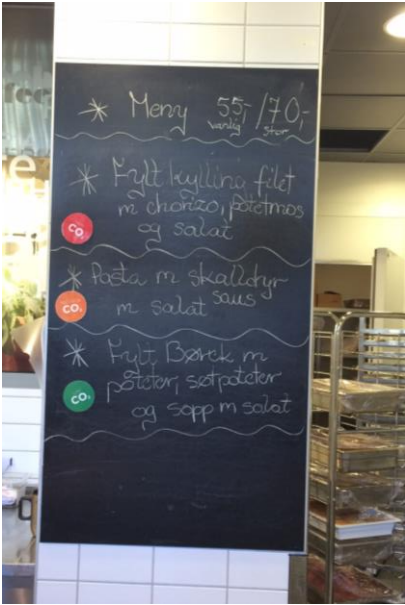 Meny 55,- / 70,-
vanlig stor
Fylt kylling filet
m chorizo, potetmos
og salat
CO₂
Pasta m skalldyr
saus
m salat
CO₂
Fylt Børek m
poteter, søtpoteter
og sopp m salat
CO₂